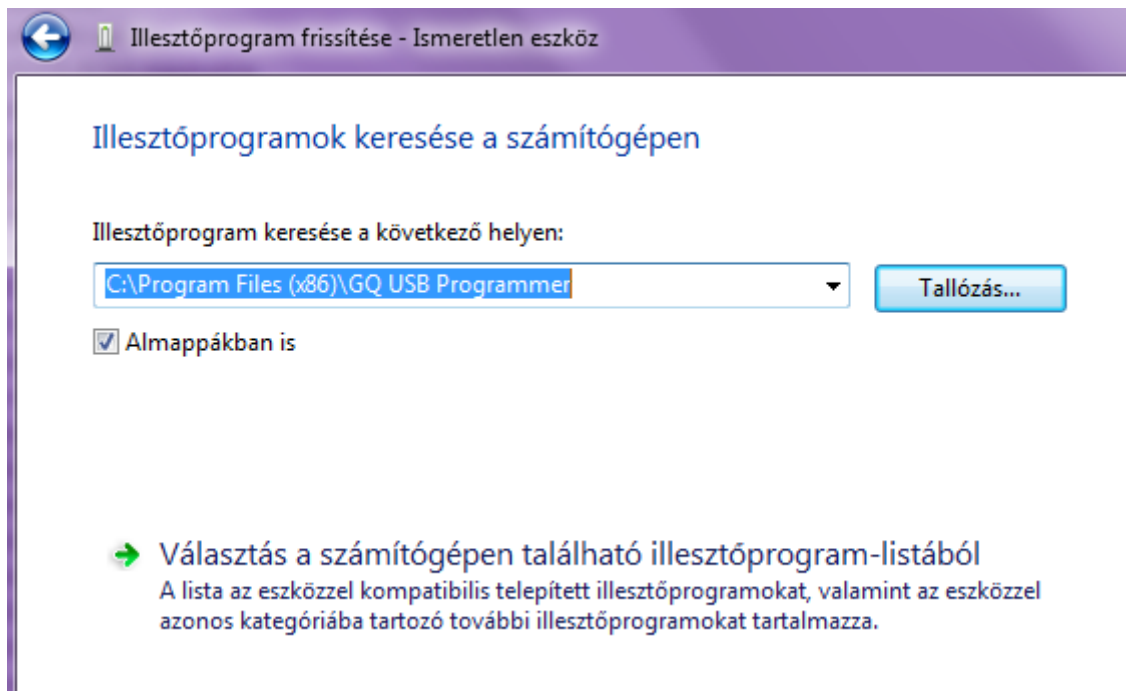 Illesztőprogram frissítése - Ismeretlen eszköz
Illesztőprogramok keresése a számítógépen
Illesztőprogram keresése a következő helyen:
C:\Program Files (x86)\GQ USB Programmer
Tallózás...
Almappákban is
Választás a számítógépen található illesztőprogram-listából
A lista az eszközzel kompatibilis telepített illesztőprogramokat, valamint az eszközzel
azonos kategóriába tartozó további illesztőprogramokat tartalmazza.